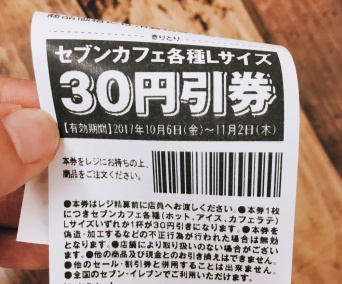 きりとり
セブンカフェ各種Lサイズ
30円引券
【有効期間】2017年10月6日(金)~11月2日(木)
本券をレジにお持ちの上、
商品をご注文ください。
●本券はレジ精算前に店員へお渡しください。●本券1枚
につきセブンカフェ各種(ホット、アイス、カフェラテ)
Lサイズいずれか1杯が30円引きになります。●本券を
偽造・加工するなどの不正行為が行われた場合は無効
となります。●店舗により取り扱いのない場合がござい
ます。●他の商品及び現金とのお引き換えはできません。
●他のセール・割引券と併用することは出来ません。
●全国のセブン-イレブンでご利用いただけます。